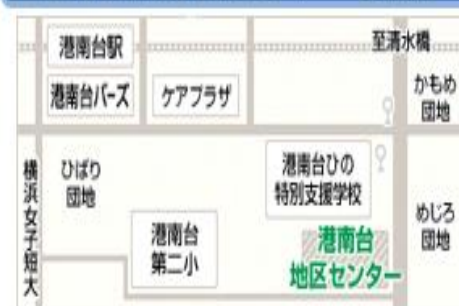 港南台駅
至清水橋
港南台バーズ
ケアプラザ
かもめ
団地
横浜女子短大
ひばり
団地
港南台ひの
特別支援学校
めじろ
団地
港南台
第二小
港南台
地区センター